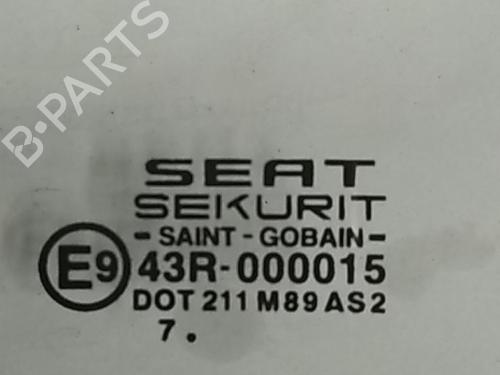 B-PARTS
SEAT
SEKURIT
- SAINT - GOBAIN -
E9 43R-000015
DOT 211 M89 AS2
7 .